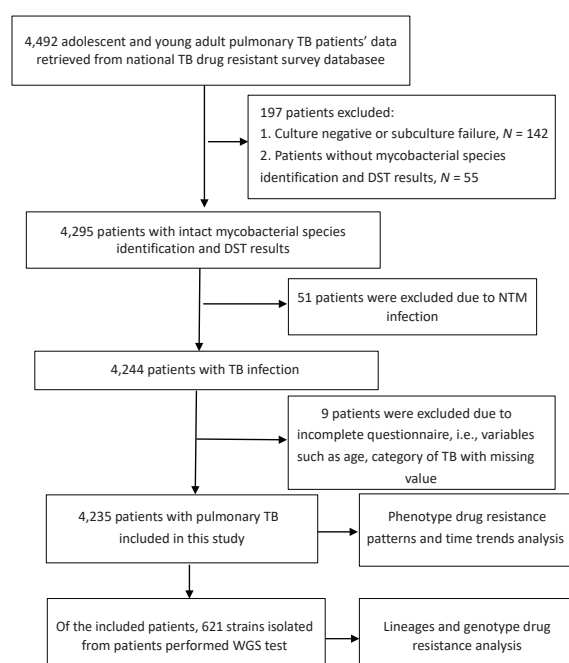 4,492 adolescent and young adult pulmonary TB patients’ data
retrieved from national TB drug resistant survey databasee
197 patients excluded:
1. Culture negative or subculture failure, N = 142
2. Patients without mycobacterial species
identification and DST results, N = 55
4,295 patients with intact mycobacterial species
identification and DST results
51 patients were excluded due to NTM
infection
4,244 patients with TB infection
9 patients were excluded due to
incomplete questionnaire, i.e., variables
such as age, category of TB with missing
value
4,235 patients with pulmonary TB
included in this study
Phenotype drug resistance
patterns and time trends analysis
Of the included patients, 621 strains isolated
from patients performed WGS test
Lineages and genotype drug
resistance analysis